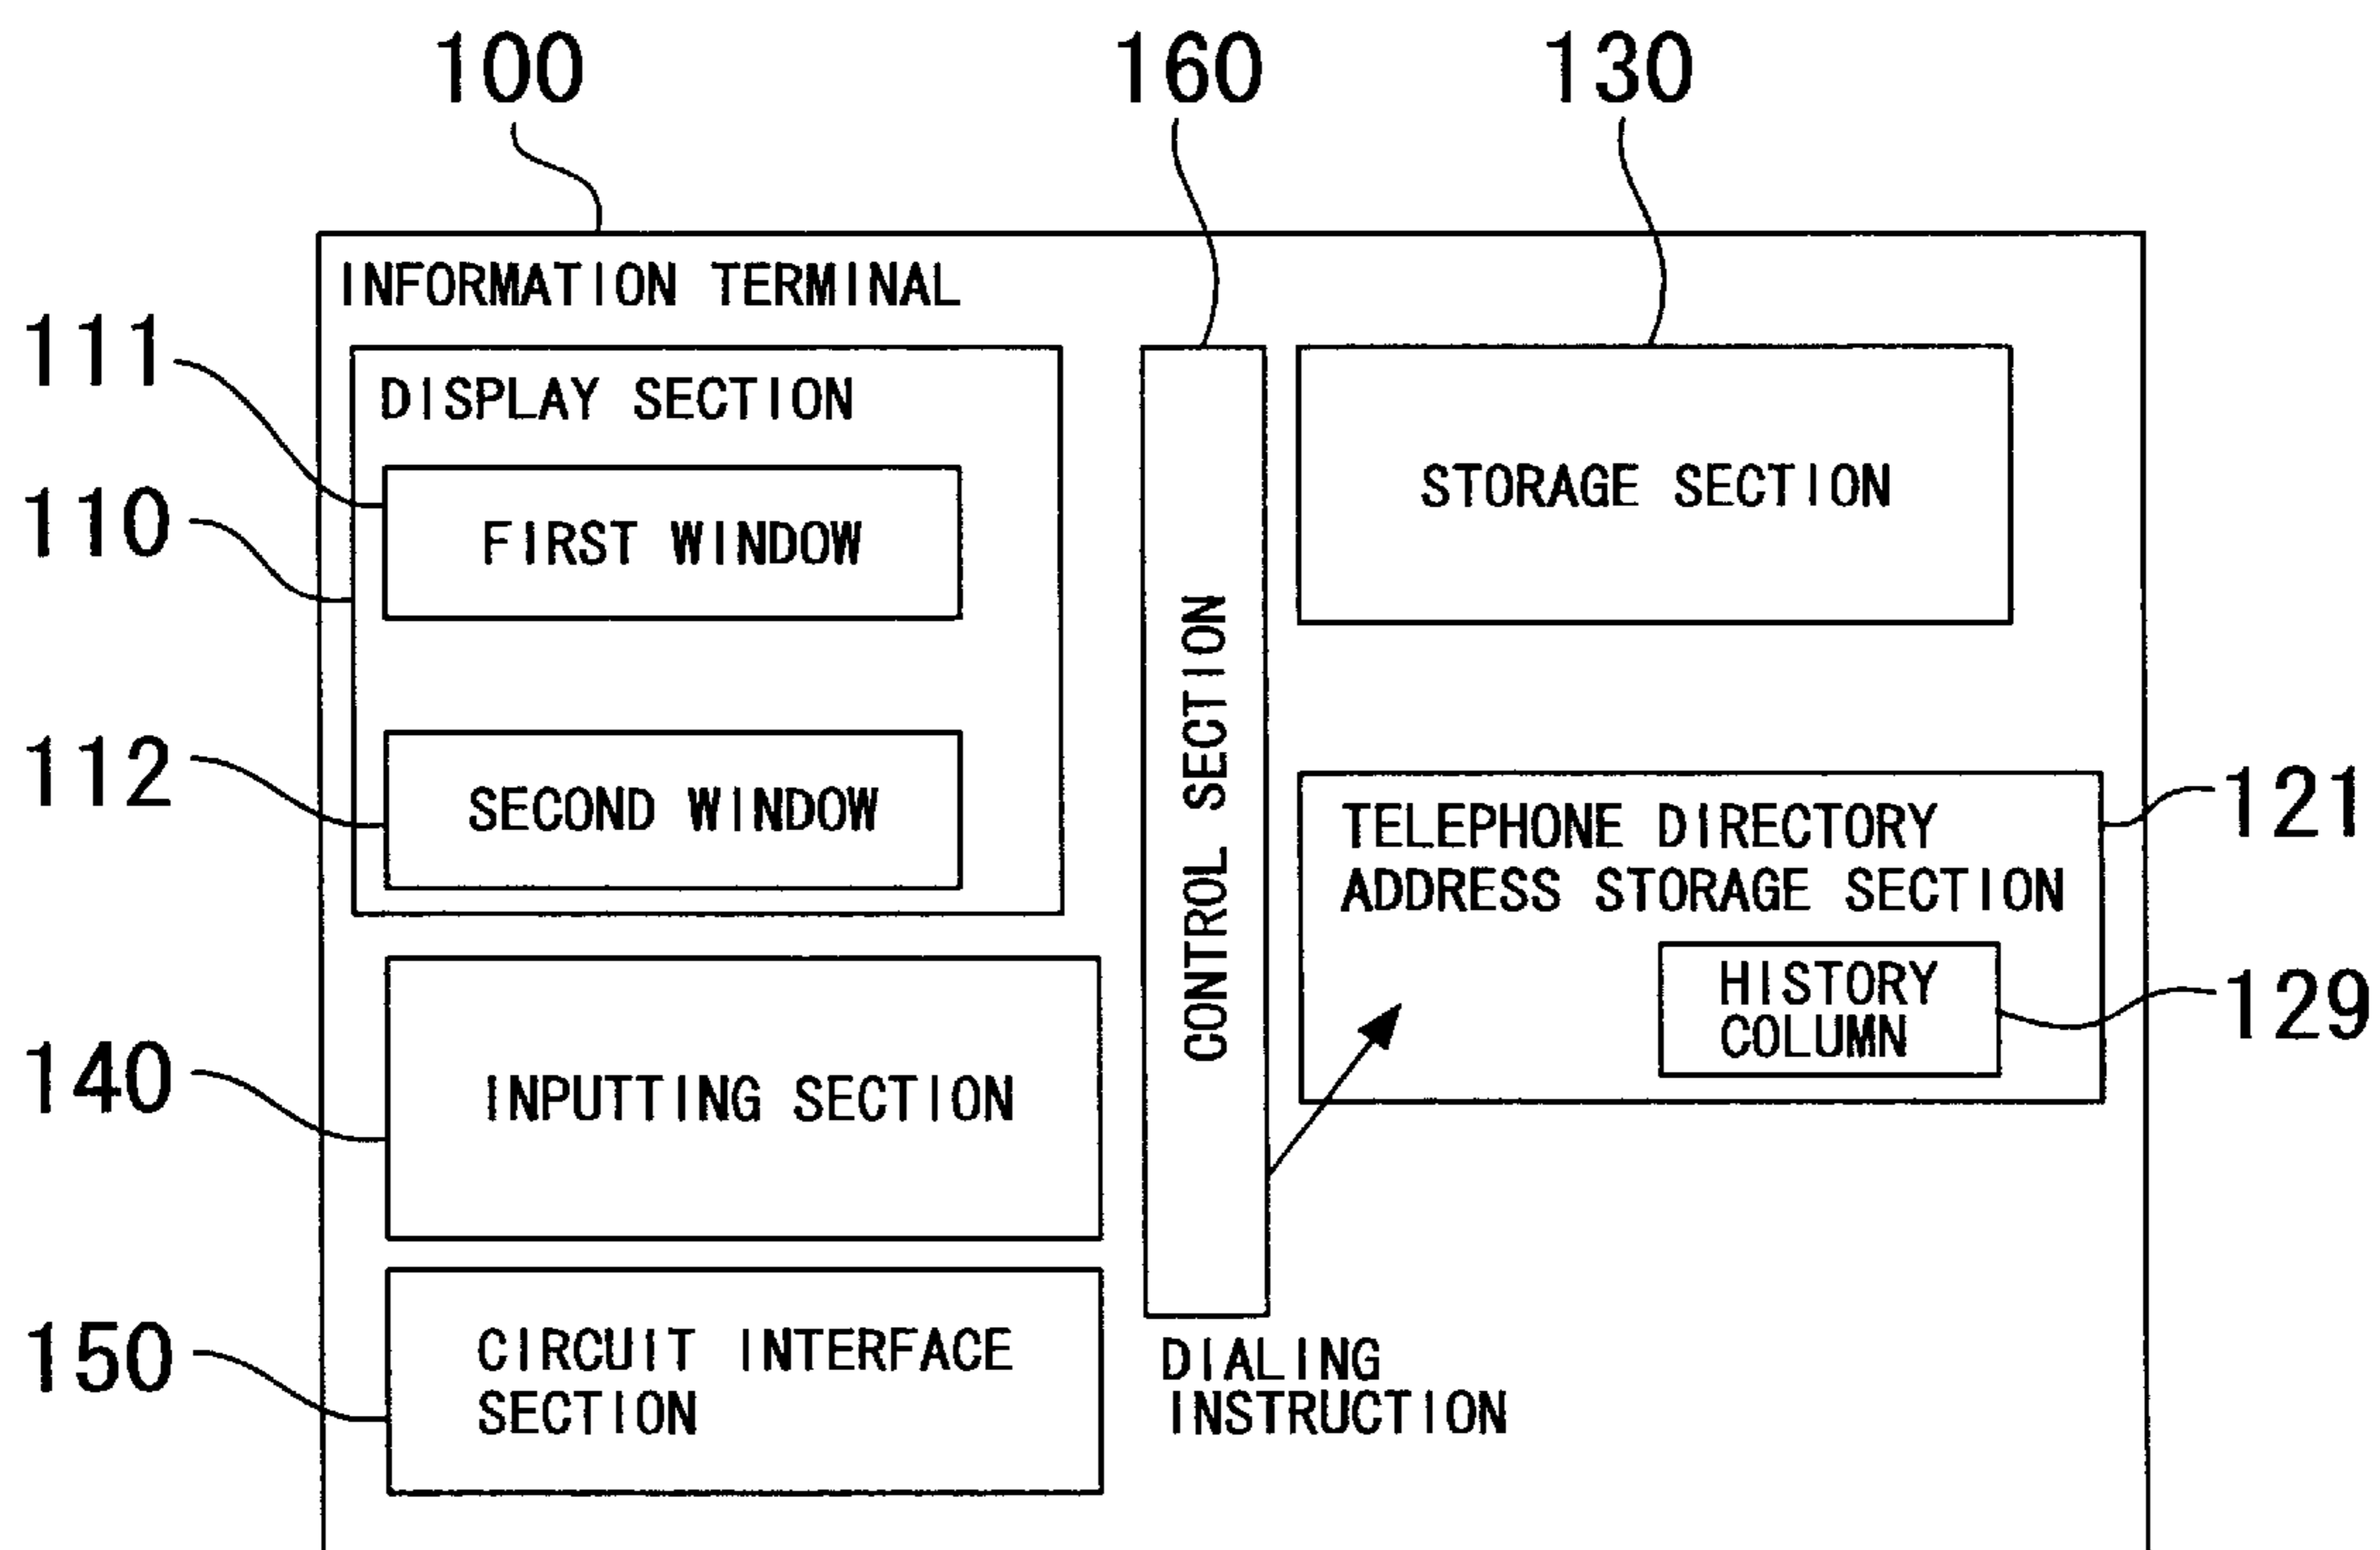 100
160
130
INFORMATION TERMINAL
111
DISPLAY SECTION
110
FIRST WINDOW
STORAGE SECTION
CONTROL SECTION
112
SECOND WINDOW
121
TELEPHONE DIRECTORY
ADDRESS STORAGE SECTION
HISTORY
COLUMN
129
140
INPUTTING SECTION
150
CIRCUIT INTERFACE
SECTION
DIALING
INSTRUCTION